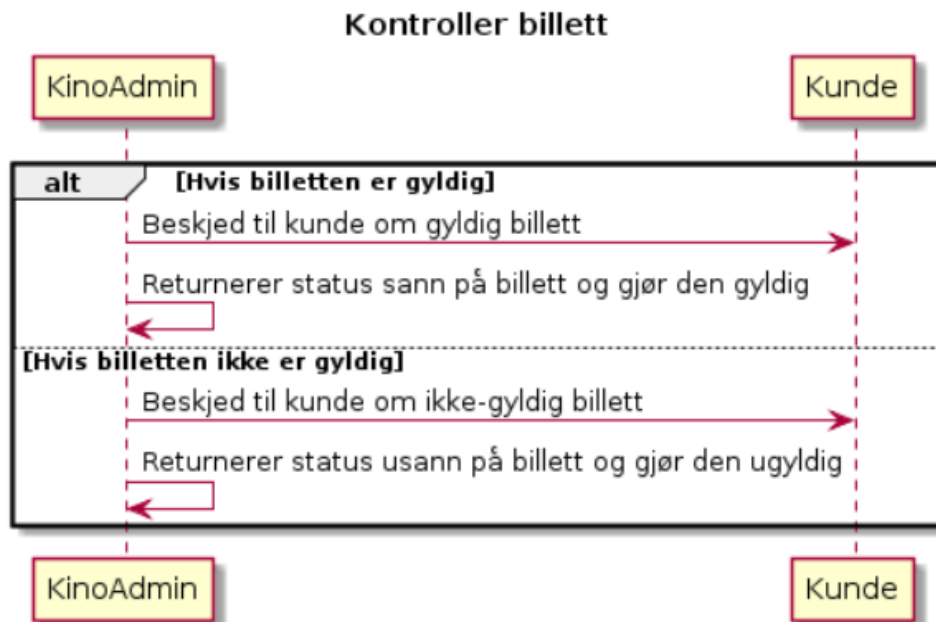 Kontroller billett
KinoAdmin
Kunde
alt
[Hvis billetten er gyldig]
Beskjed til kunde om gyldig billett
Returnerer status sann på billett og gjør den gyldig
[Hvis billetten ikke er gyldig]
Beskjed til kunde om ikke-gyldig billett
Returnerer status usann på billett og gjør den ugyldig
KinoAdmin
Kunde